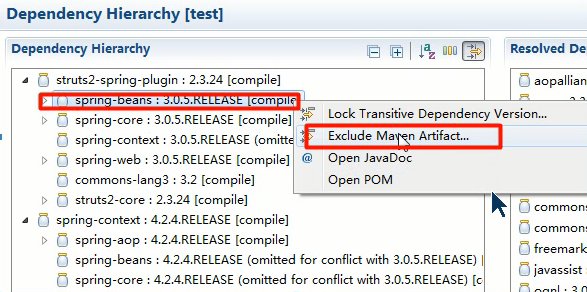 Dependency Hierarchy [test]
Dependency Hierarchy
Resolved De
struts2-spring-plugin : 2.3.24 [compile]
spring-beans : 3.0.5.RELEASE [compile
spring-core : 3.0.5.RELEASE [compile]
spring-context : 3.0.5.RELEASE (omitte
spring-web : 3.0.5.RELEASE [compile]
commons-lang3 : 3.2 [compile]
struts2-core : 2.3.24 [compile]
spring-context : 4.2.4.RELEASE [compile]
spring-aop : 4.2.4.RELEASE [compile]
spring-beans : 4.2.4.RELEASE (omitted for conflict with 3.0.5.RELEASE) [
spring-core : 4.2.4.RELEASE (omitted for conflict with 3.0.5.RELEASE) [c
Lock Transitive Dependency Version...
Exclude Maven Artifact...
@ Open JavaDoc
Open POM
aopallian
commons
commons
freemark
javassist
ognl : 3.0